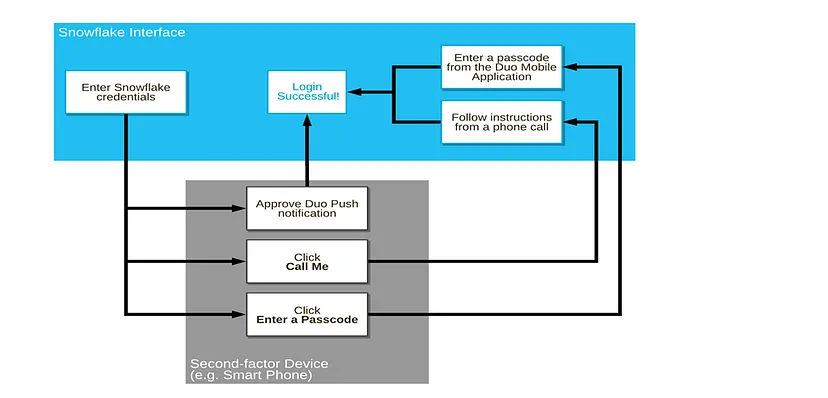 Snowflake Interface
Enter Snowflake
credentials
Login
Successful!
Enter a passcode
from the Duo Mobile
Application
Follow instructions
from a phone call
Approve Duo Push
notification
Click
Call Me
Click
Enter a Passcode
Second-factor Device
(e.g. Smart Phone)